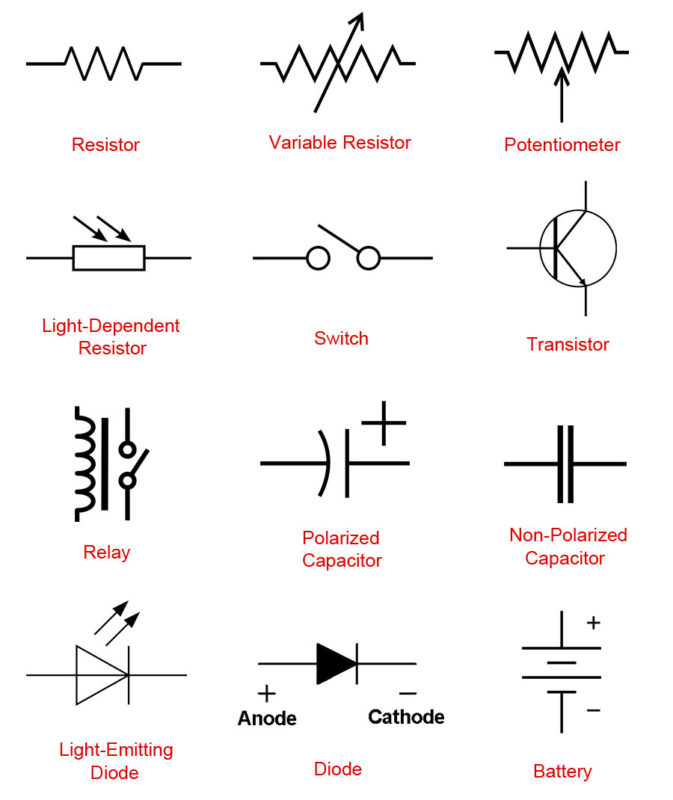 Resistor
Variable Resistor
Potentiometer
Light-Dependent
Resistor
Switch
Transistor
Relay
Polarized
Capacitor
Non-Polarized
Capacitor
Light-Emitting
Diode
+
Anode
−
Cathode
Diode
+
−
Battery